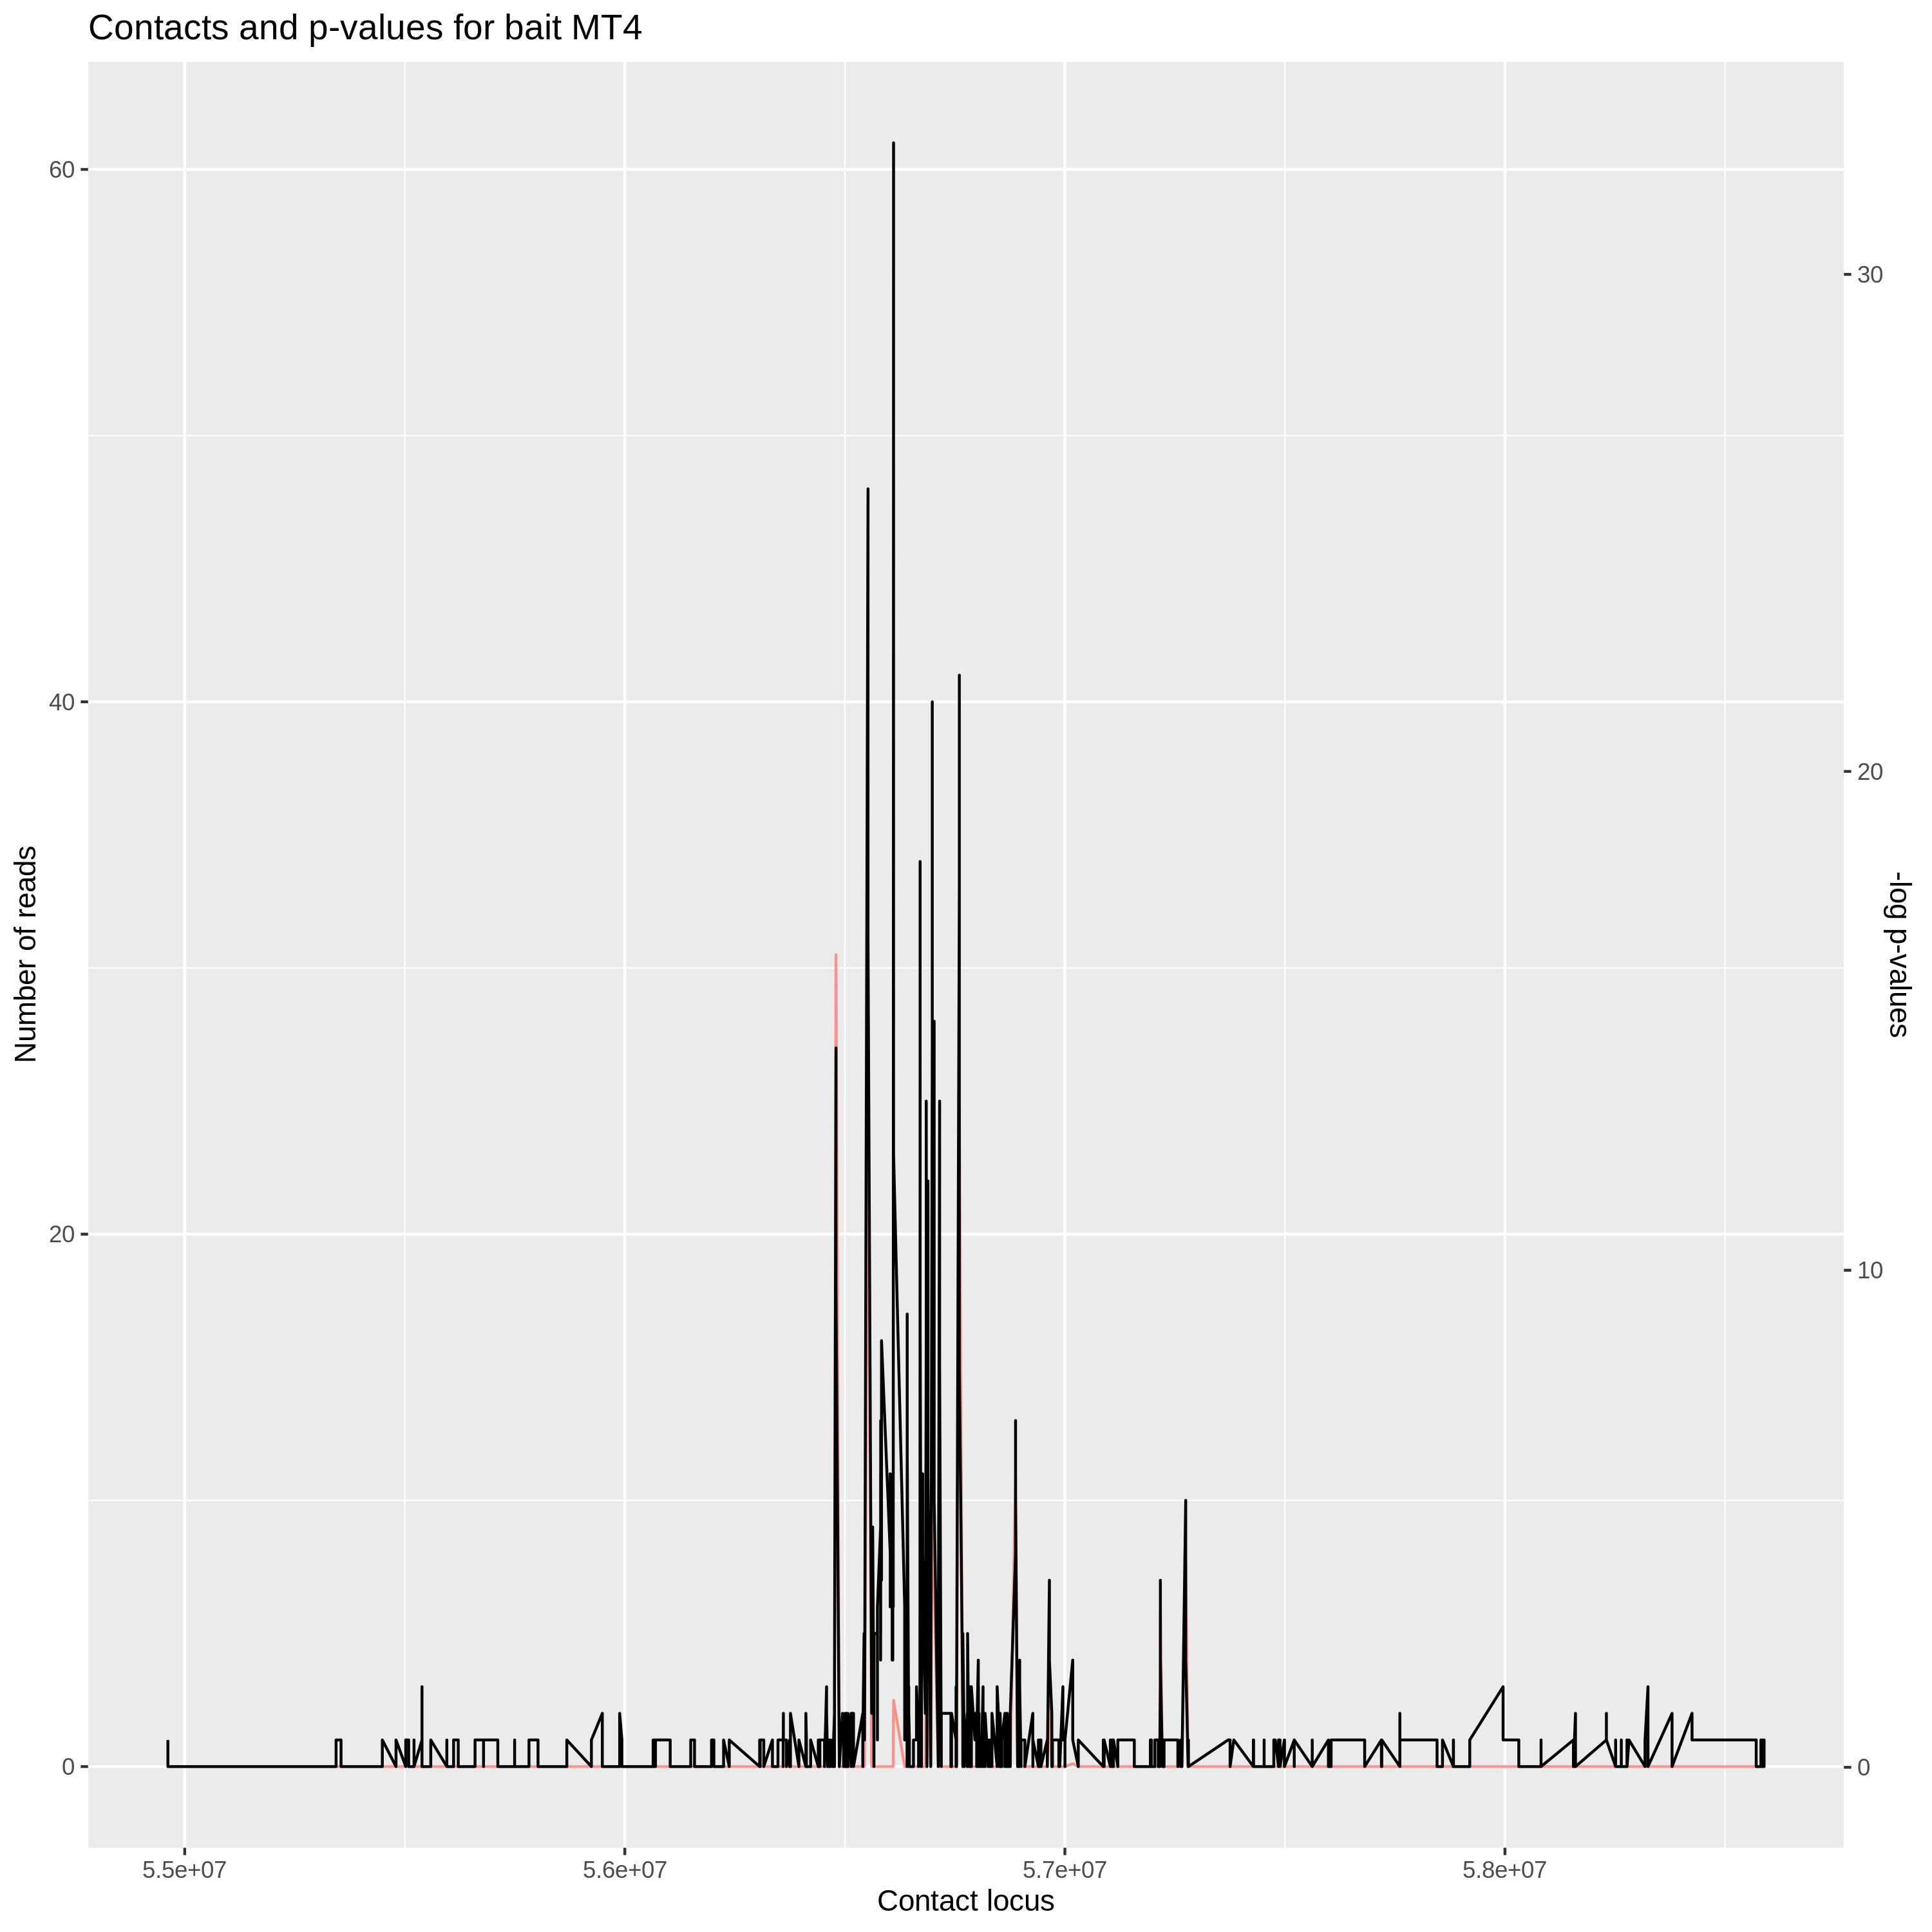 Contacts and p-values for bait MT4
60
40
20
0
Number of reads
30
20
10
0
-log p-values
5.5e+07
5.6e+07
5.7e+07
5.8e+07
Contact locus